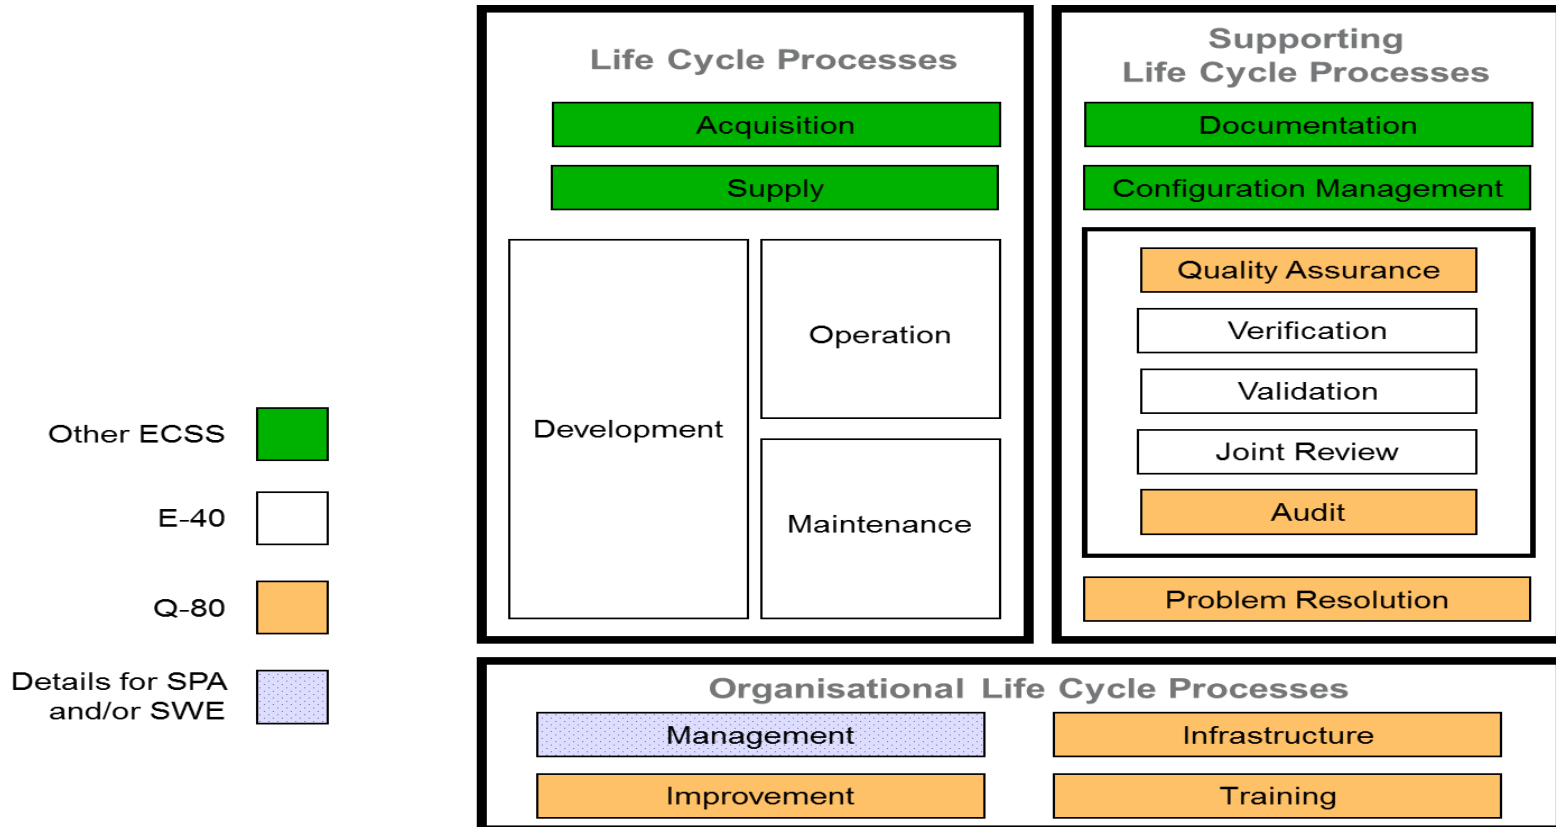 Life Cycle Processes
Acquisition
Supply
Development
Operation
Maintenance
Supporting
Life Cycle Processes
Documentation
Configuration Management
Quality Assurance
Verification
Validation
Joint Review
Audit
Problem Resolution
Other ECSS
E-40
Q-80
Details for SPA
and/or SWE
Organisational Life Cycle Processes
Management
Infrastructure
Improvement
Training